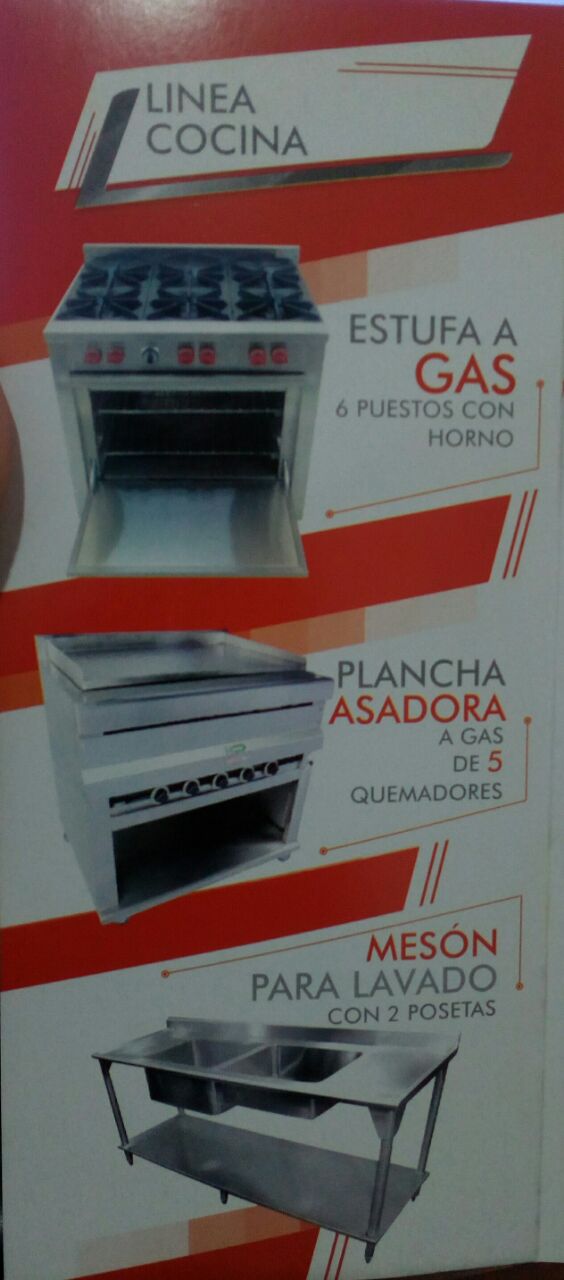 LINEA
COCINA
ESTUFA A
GAS
6 PUESTOS CON
HORNO
PLANCHA
ASADORA
A GAS
DE 5
QUEMADORES
MESÓN
PARA LAVADO
CON 2 POSETAS